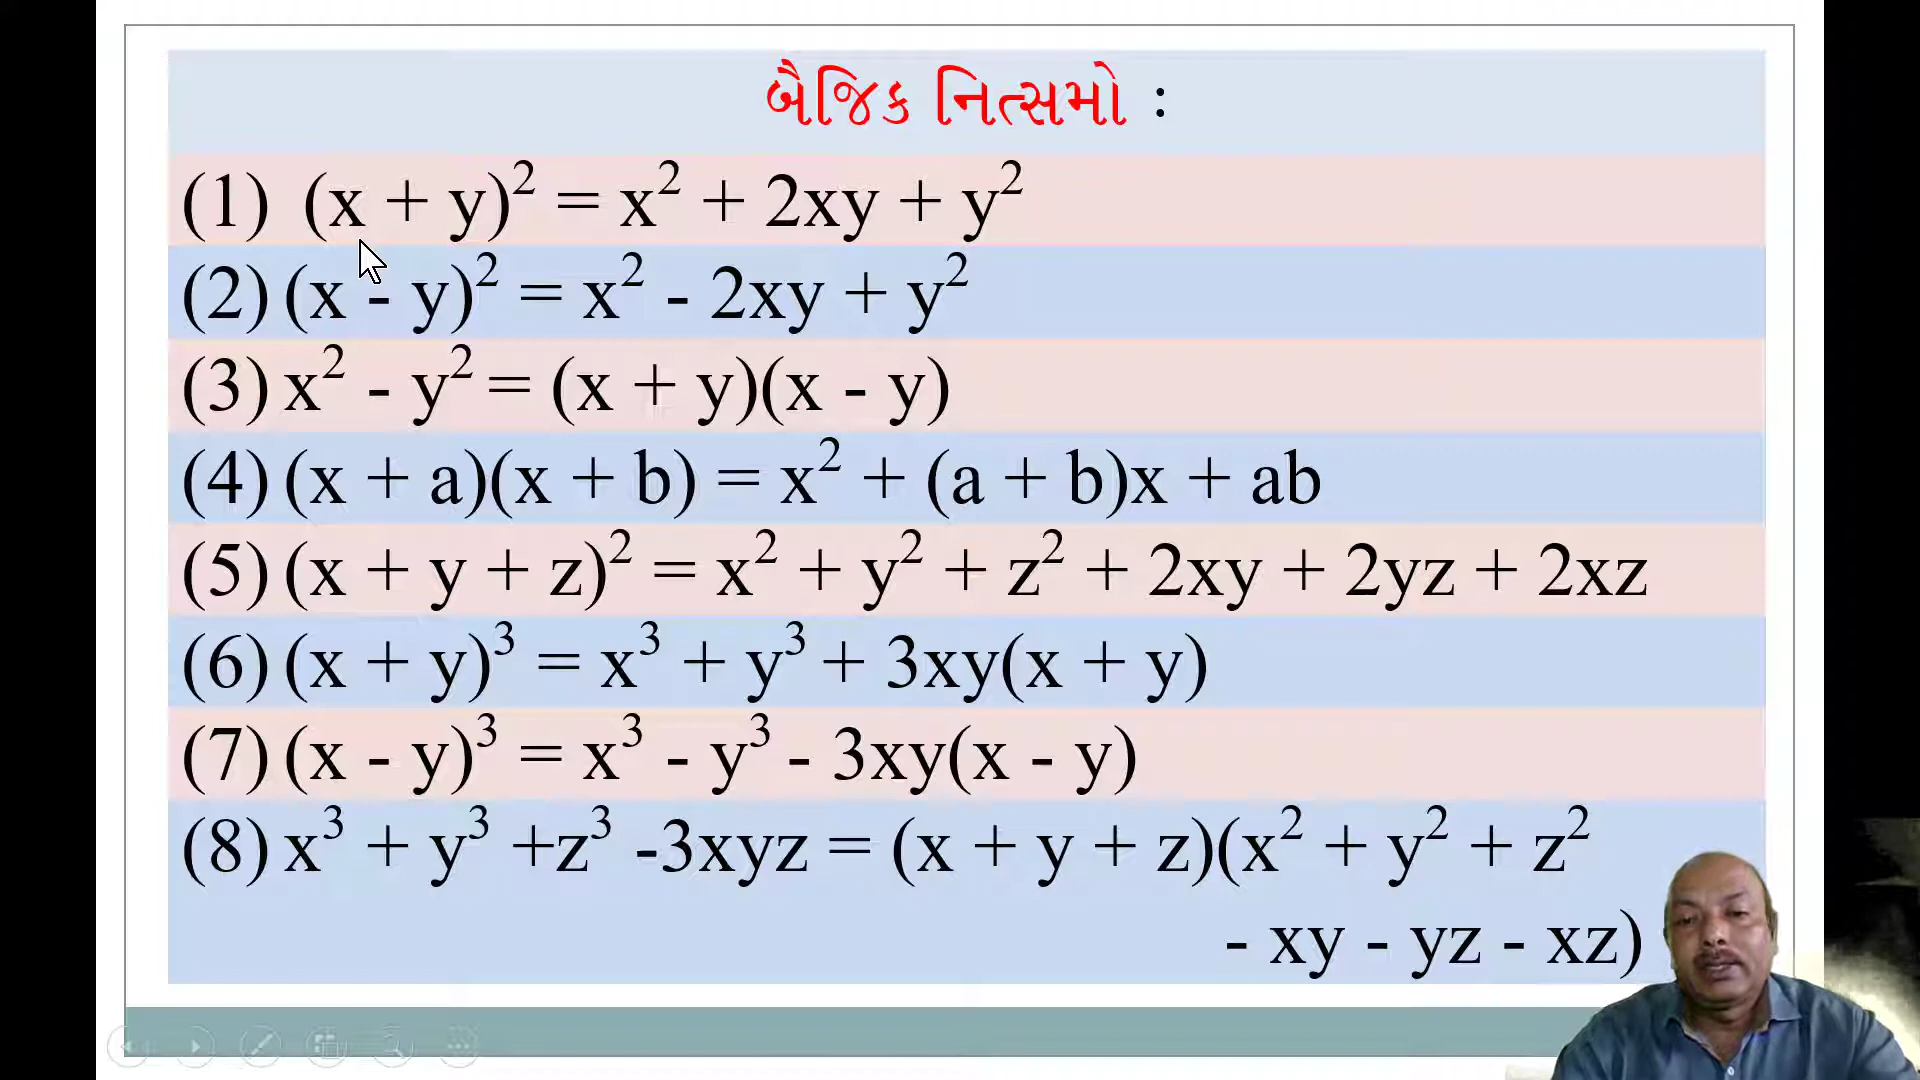 બૈજિક નિત્સમો :
(1) (x + y)² = x² + 2xy + y²
(2) (x - y)² = x² - 2xy + y²
(3) x² - y² = (x + y)(x - y)
(4) (x + a)(x + b) = x² + (a + b)x + ab
(5) (x + y + z)² = x² + y² + z² + 2xy + 2yz + 2xz
(6) (x + y)³ = x³ + y³ + 3xy(x + y)
(7) (x - y)³ = x³ - y³ - 3xy(x - y)
(8) x³ + y³ +z³ -3xyz = (x + y + z)(x² + y² + z²
- xy - yz - xz)